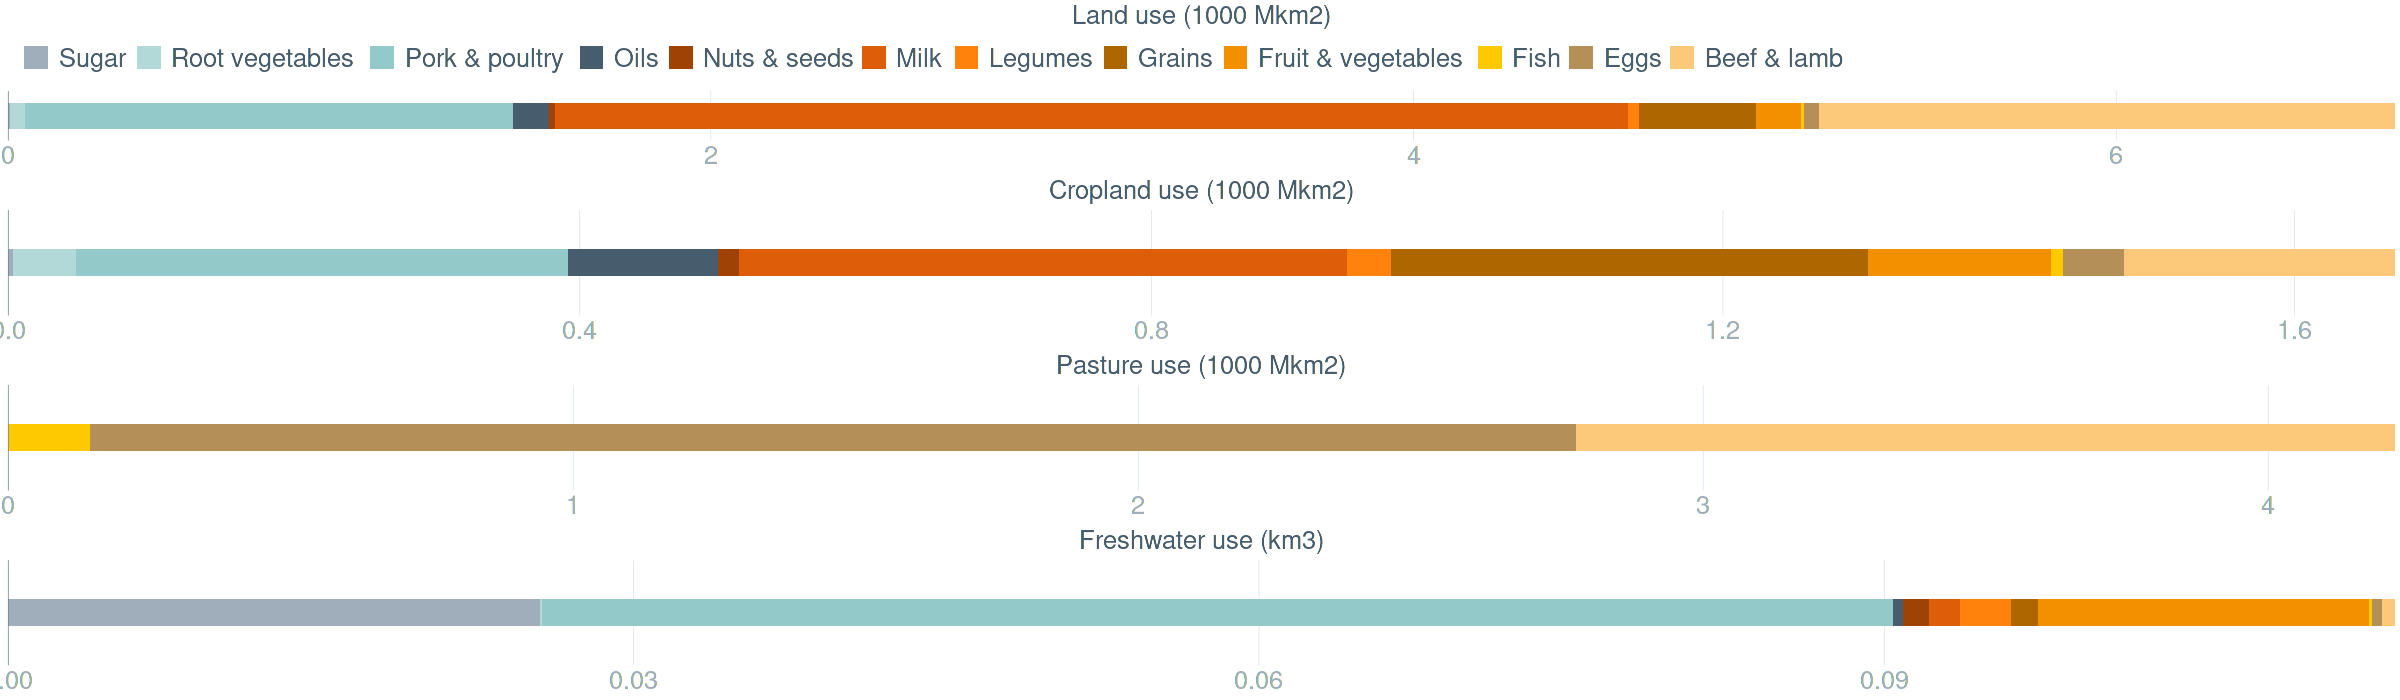 Land use (1000 Mkm2)
Sugar Root vegetables Pork & poultry Oils Nuts & seeds Milk Legumes Grains Fruit & vegetables Fish Eggs Beef & lamb
0 2 4 6
Cropland use (1000 Mkm2)
0.0 0.4 0.8 1.2 1.6
Pasture use (1000 Mkm2)
0 1 2 3 4
Freshwater use (km3)
.00 0.03 0.06 0.09